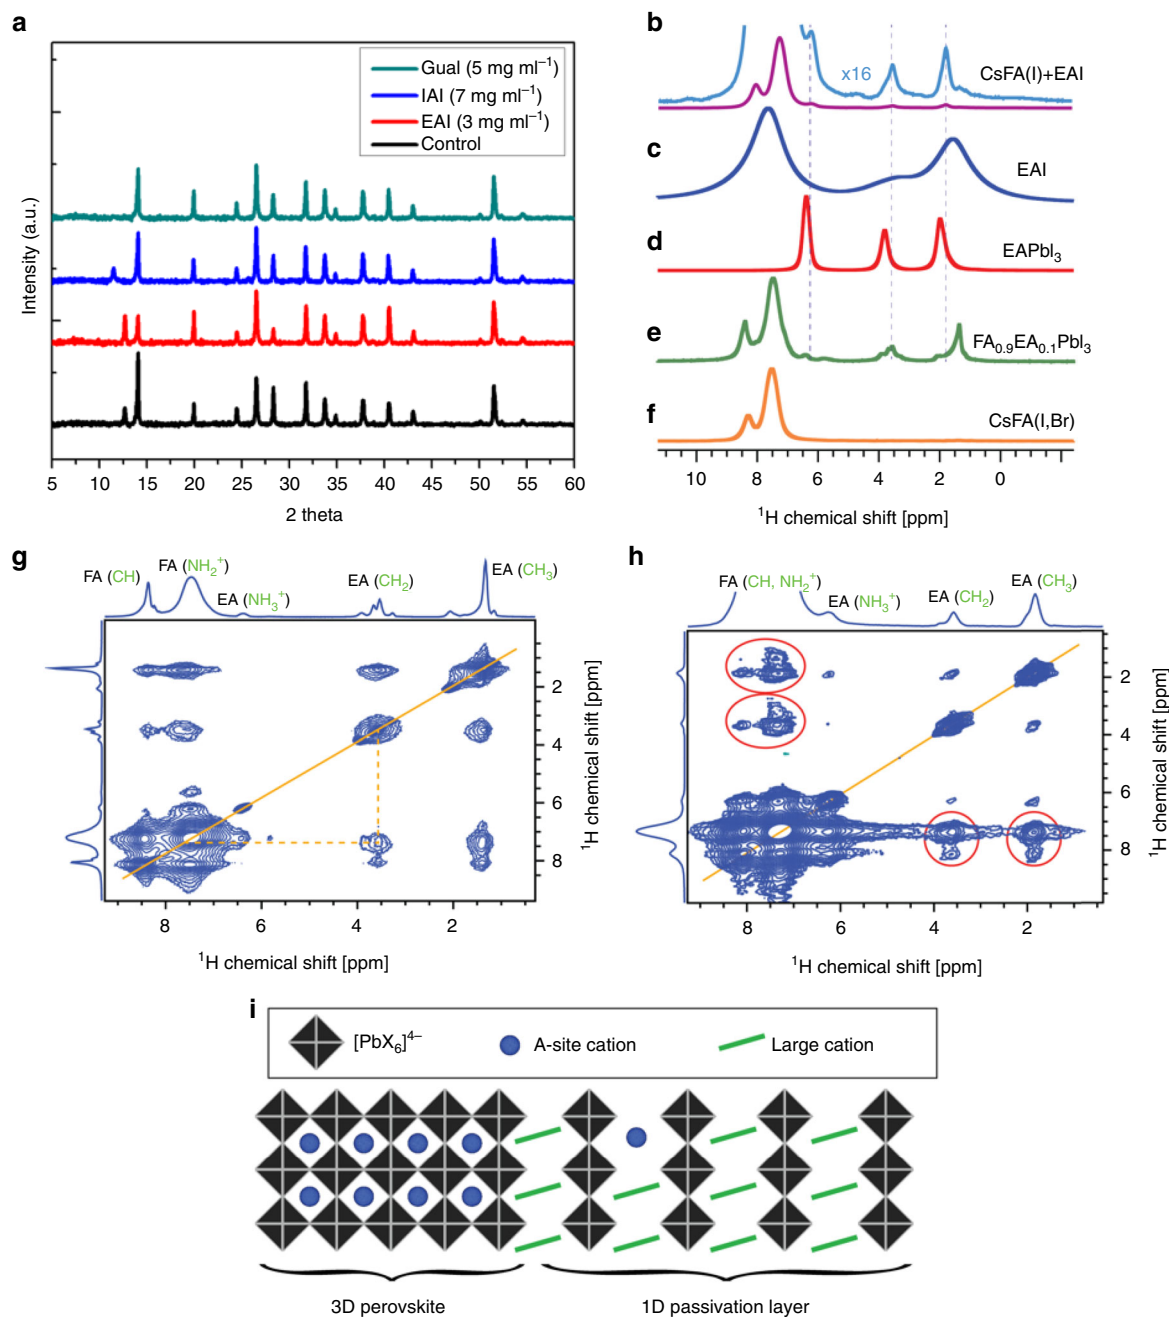 a
Intensity (a.u.)
GuaI (5 mg ml⁻¹)
IAI (7 mg ml⁻¹)
EAI (3 mg ml⁻¹)
Control
5 10 15 20 25 30 35 40 45 50 55 60
2 theta
b
x16
CsFA(I)+EAI
c
EAI
d
EAPbI₃
e
FA₀.₉EA₀.₁PbI₃
f
CsFA(I,Br)
10 8 6 4 2 0
¹H chemical shift [ppm]
g
FA (CH)
FA (NH₂⁺)
EA (NH₃⁺)
EA (CH₂)
EA (CH₃)
2
4
6
8
¹H chemical shift [ppm]
8 6 4 2
¹H chemical shift [ppm]
h
FA (CH, NH₂⁺)
EA (NH₃⁺)
EA (CH₂)
EA (CH₃)
2
4
6
8
¹H chemical shift [ppm]
8 6 4 2
¹H chemical shift [ppm]
i
[PbX₆]⁴⁻
A-site cation
Large cation
3D perovskite
1D passivation layer